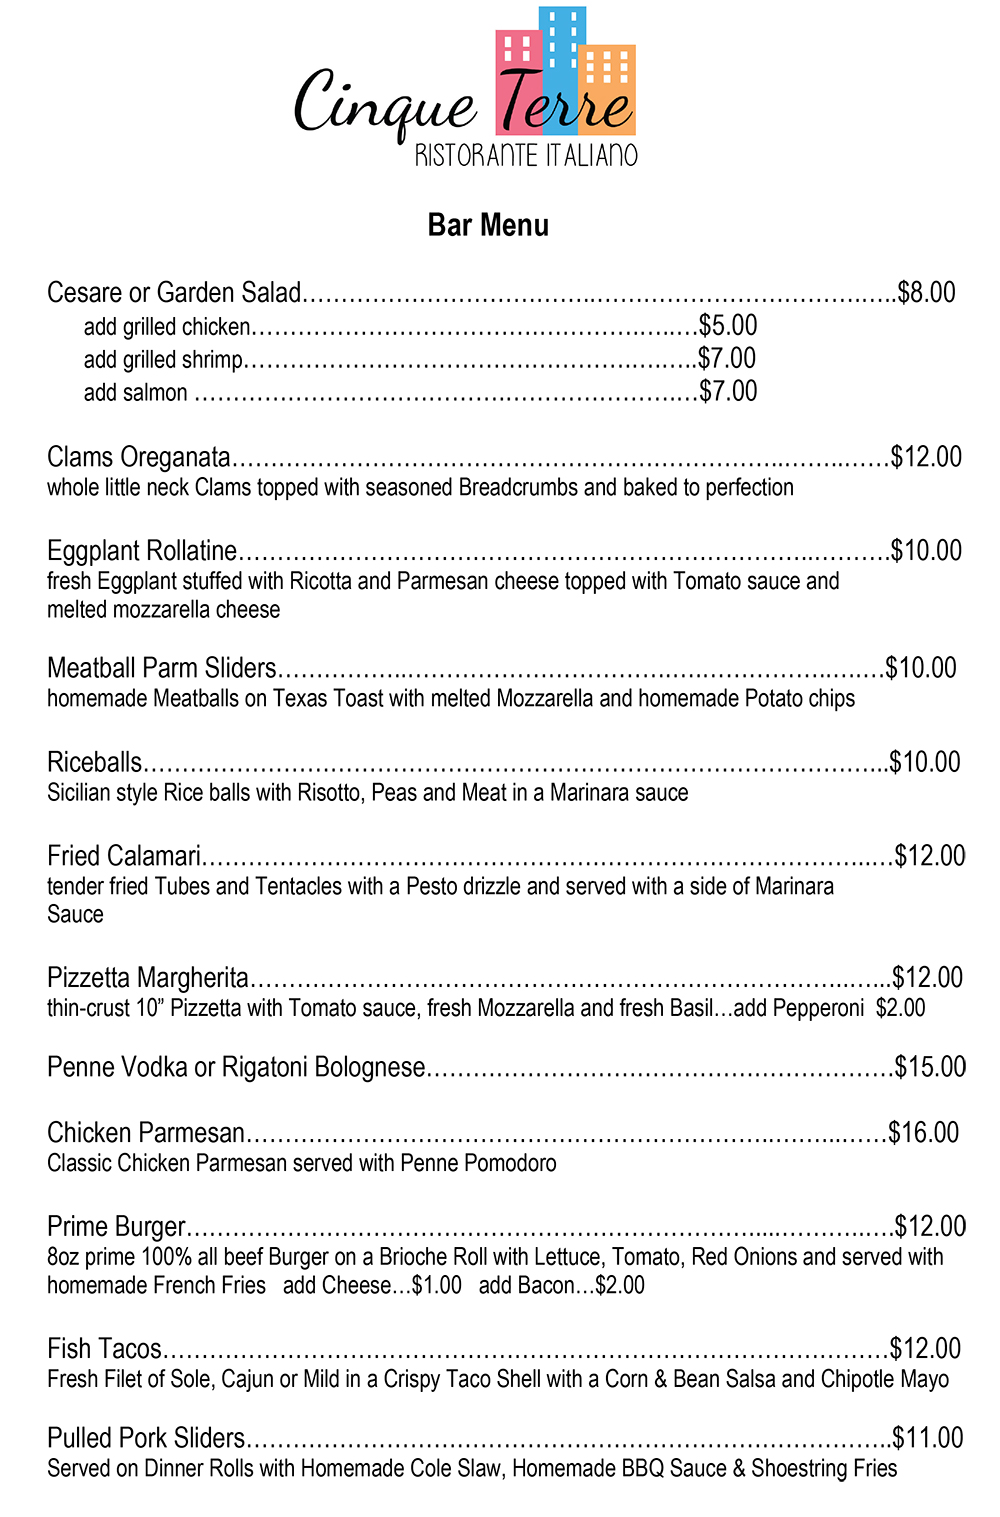 Cinque Terre
RISTORANTE ITALIANO
Bar Menu
Cesare or Garden Salad……………………………….………………………….…..$8.00
add grilled chicken……………………………………………….…..…$5.00
add grilled shrimp…………………………………………….….…..$7.00
add salmon ……………………………………………………….…$7.00
Clams Oreganata……………………………………………………………..……..……$12.00
whole little neck Clams topped with seasoned Breadcrumbs and baked to perfection
Eggplant Rollatine………………………………………………………………..……….$10.00
fresh Eggplant stuffed with Ricotta and Parmesan cheese topped with Tomato sauce and
melted mozzarella cheese
Meatball Parm Sliders……………..…………………………….…..……………..…..…$10.00
homemade Meatballs on Texas Toast with melted Mozzarella and homemade Potato chips
Riceballs…………………………………………………………………………………...$10.00
Sicilian style Rice balls with Risotto, Peas and Meat in a Marinara sauce
Fried Calamari…………………………………………………………………………...…$12.00
tender fried Tubes and Tentacles with a Pesto drizzle and served with a side of Marinara
Sauce
Pizzetta Margherita…………………………………………………………………...…...$12.00
thin-crust 10” Pizzetta with Tomato sauce, fresh Mozzarella and fresh Basil…add Pepperoni $2.00
Penne Vodka or Rigatoni Bolognese……………………………………………………$15.00
Chicken Parmesan…………………………………………………………..……...……$16.00
Classic Chicken Parmesan served with Penne Pomodoro
Prime Burger………………………………………………………………....………..….$12.00
8oz prime 100% all beef Burger on a Brioche Roll with Lettuce, Tomato, Red Onions and served with
homemade French Fries add Cheese…$1.00 add Bacon…$2.00
Fish Tacos…………………………………………………………………………………$12.00
Fresh Filet of Sole, Cajun or Mild in a Crispy Taco Shell with a Corn & Bean Salsa and Chipotle Mayo
Pulled Pork Sliders………………………………………………………………………..$11.00
Served on Dinner Rolls with Homemade Cole Slaw, Homemade BBQ Sauce & Shoestring Fries